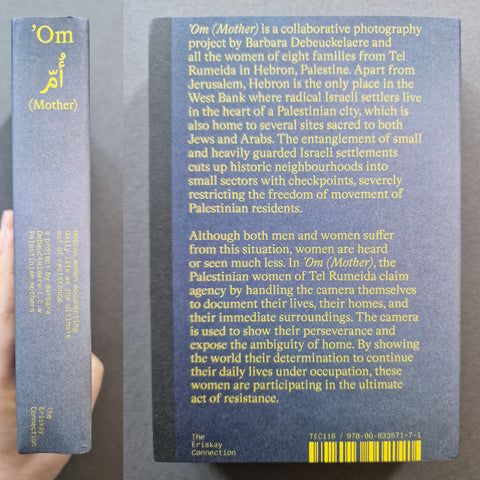 'Om
أم
(Mother)
Hebron women documenting
daily life as the ultimate
act of resistance –
a project by Barbara
Debeuckelaere i.c.w
Palestinian mothers
The
Eriskay
Connection
'Om (Mother) is a collaborative photography
project by Barbara Debeuckelaere and
all the women of eight families from Tel
Rumeida in Hebron, Palestine. Apart from
Jerusalem, Hebron is the only place in the
West Bank where radical Israeli settlers live
in the heart of a Palestinian city, which is
also home to several sites sacred to both
Jews and Arabs. The entanglement of small
and heavily guarded Israeli settlements
cuts up historic neighbourhoods into
small sectors with checkpoints, severely
restricting the freedom of movement of
Palestinian residents.
Although both men and women suffer
from this situation, women are heard
or seen much less. In 'Om (Mother), the
Palestinian women of Tel Rumeida claim
agency by handling the camera themselves
to document their lives, their homes, and
their immediate surroundings. The camera
is used to show their perseverance and
expose the ambiguity of home. By showing
the world their determination to continue
their daily lives under occupation, these
women are participating in the ultimate
act of resistance.
The
Eriskay
Connection
TEC116 / 978-90-833571-7-1